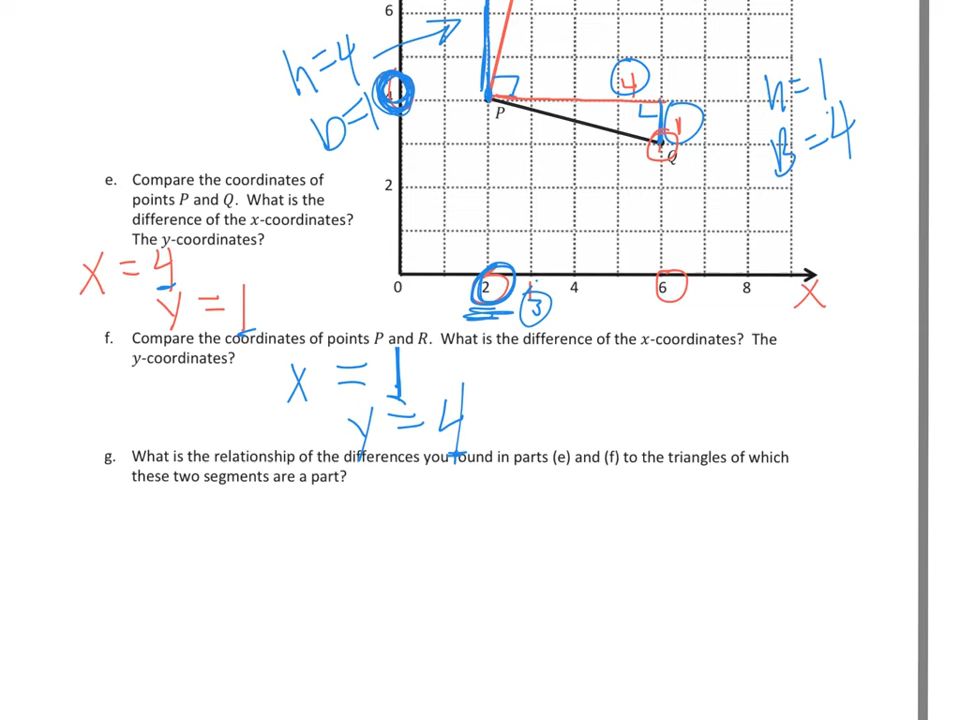 6
h=4
b=1
4
P
4
1
Q
h=1
B=4
2
e. Compare the coordinates of
points P and Q. What is the
difference of the x-coordinates?
The y-coordinates?
x = 4
y = 1
0 2 3 4 6 8 X
f. Compare the coordinates of points P and R. What is the difference of the x-coordinates? The
y-coordinates?
x = 1
y = 4
g. What is the relationship of the differences you found in parts (e) and (f) to the triangles of which
these two segments are a part?